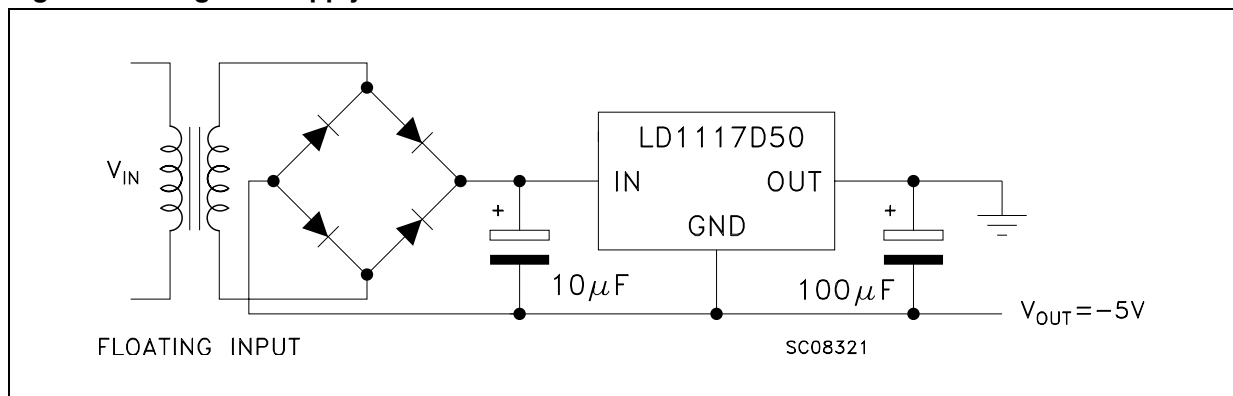 LD1117D50
V_IN
IN
OUT
+
+
GND
10μF
100μF
V_OUT=-5V
FLOATING INPUT
SC08321